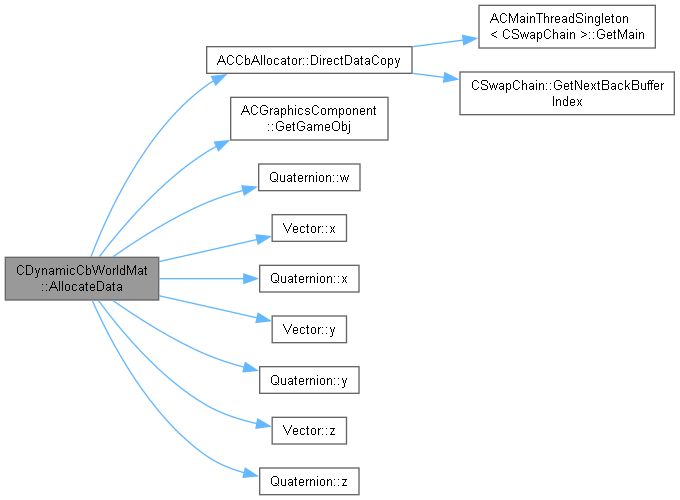 CDynamicCbWorldMat
::AllocateData
ACCbAllocator::DirectDataCopy
ACMainThreadSingleton
< CSwapChain >::GetMain
CSwapChain::GetNextBackBuffer
Index
ACGraphicsComponent
::GetGameObj
Quaternion::w
Vector::x
Quaternion::x
Vector::y
Quaternion::y
Vector::z
Quaternion::z